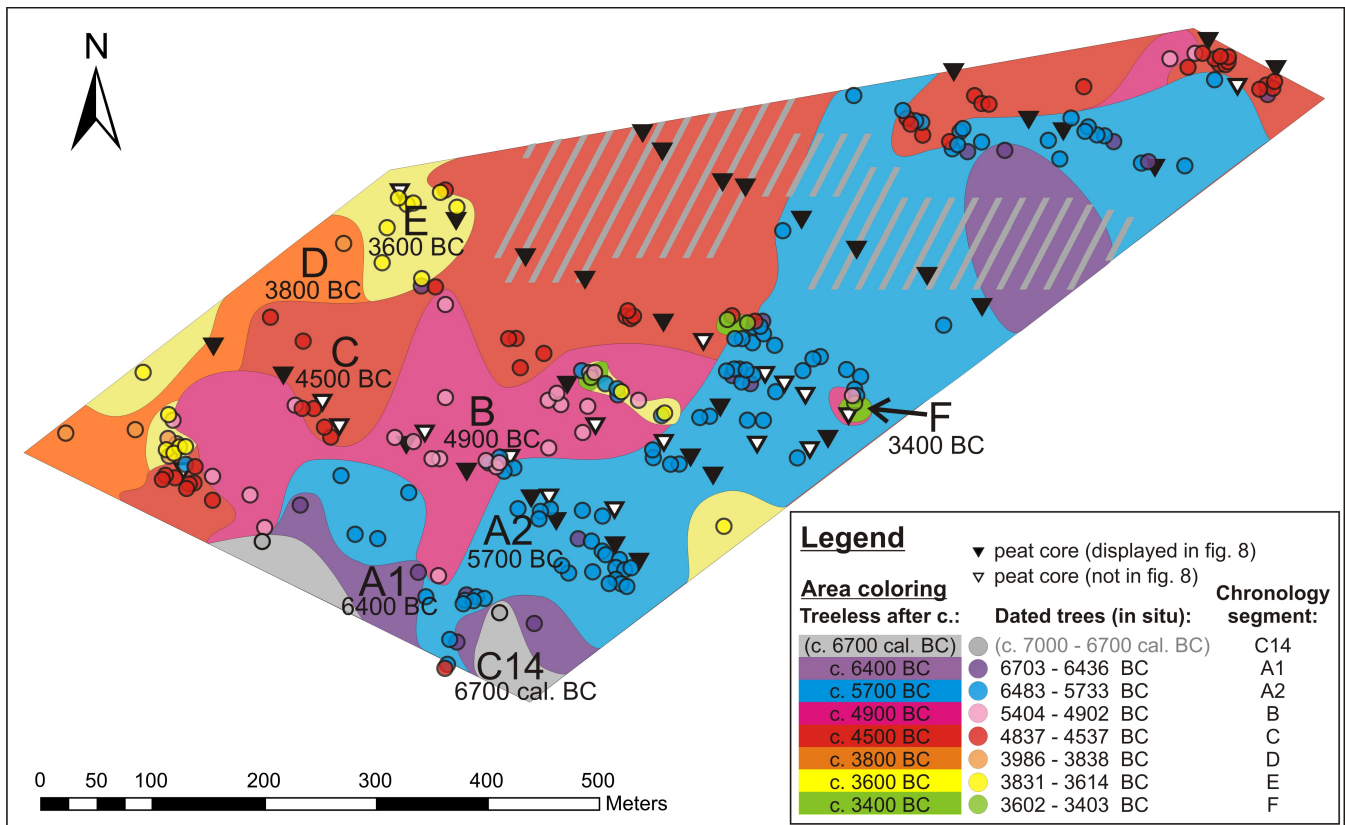 N
E
3600 BC
D
3800 BC
C
4500 BC
B
4900 BC
F
3400 BC
A2
5700 BC
A1
6400 BC
C14
6700 cal. BC
0 50 100 200 300 400 500
Meters
Legend
▼ peat core (displayed in fig. 8)
▽ peat core (not in fig. 8)
Area coloring
Treeless after c.: Dated trees (in situ): Chronology segment:
(c. 6700 cal. BC) (c. 7000 - 6700 cal. BC) C14
c. 6400 BC 6703 - 6436 BC A1
c. 5700 BC 6483 - 5733 BC A2
c. 4900 BC 5404 - 4902 BC B
c. 4500 BC 4837 - 4537 BC C
c. 3800 BC 3986 - 3838 BC D
c. 3600 BC 3831 - 3614 BC E
c. 3400 BC 3602 - 3403 BC F